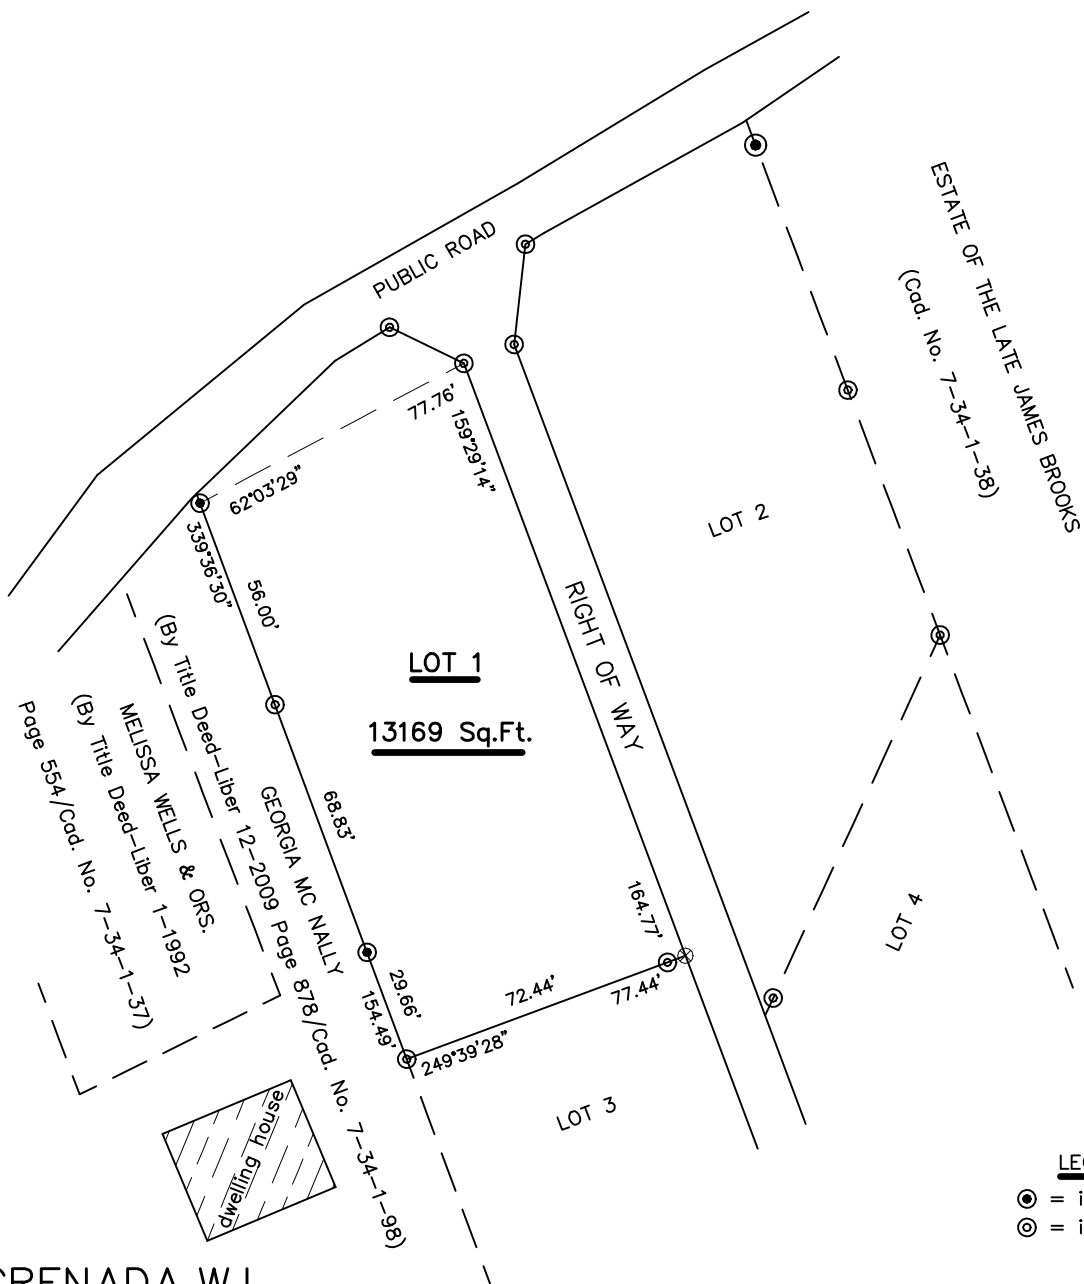 PUBLIC ROAD
77.76'
62°03'29"
159°29'14"
339°36'30"
56.00'
LOT 1
13169 Sq.Ft.
RIGHT OF WAY
LOT 2
ESTATE OF THE LATE JAMES BROOKS
(Cad. No. 7-34-1-38)
68.83'
GEORGIA MC NALLY
(By Title Deed-Liber 12-2009 Page 878/Cad. No. 7-34-1-98)
MELISSA WELLS & ORS.
(By Title Deed-Liber 1-1992
Page 554/Cad. No. 7-34-1-37)
164.77'
72.44'
77.44'
29.66'
154.49'
249°39'28"
LOT 3
LOT 4
dwelling house
= i
= i
GRENADA W.I.